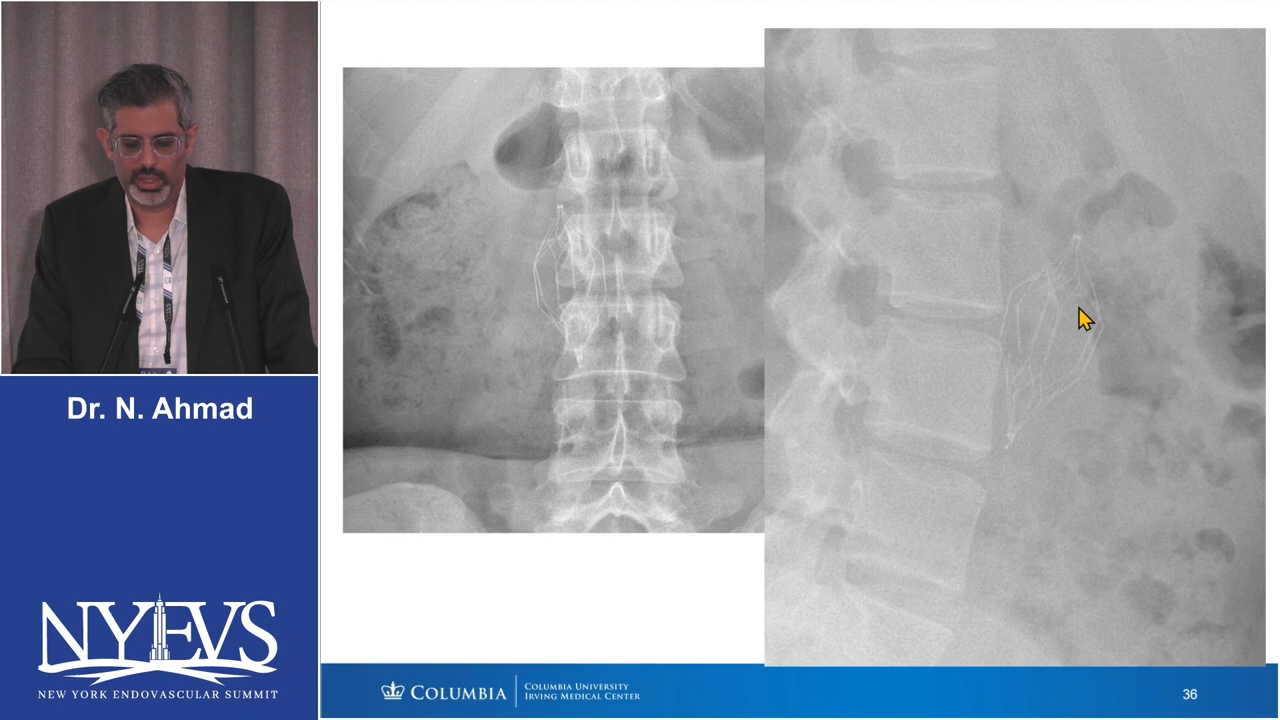 Dr. N. Ahmad
NYEVS
NEW YORK ENDOVASCULAR SUMMIT
COLUMBIA
COLUMBIA UNIVERSITY
IRVING MEDICAL CENTER
36